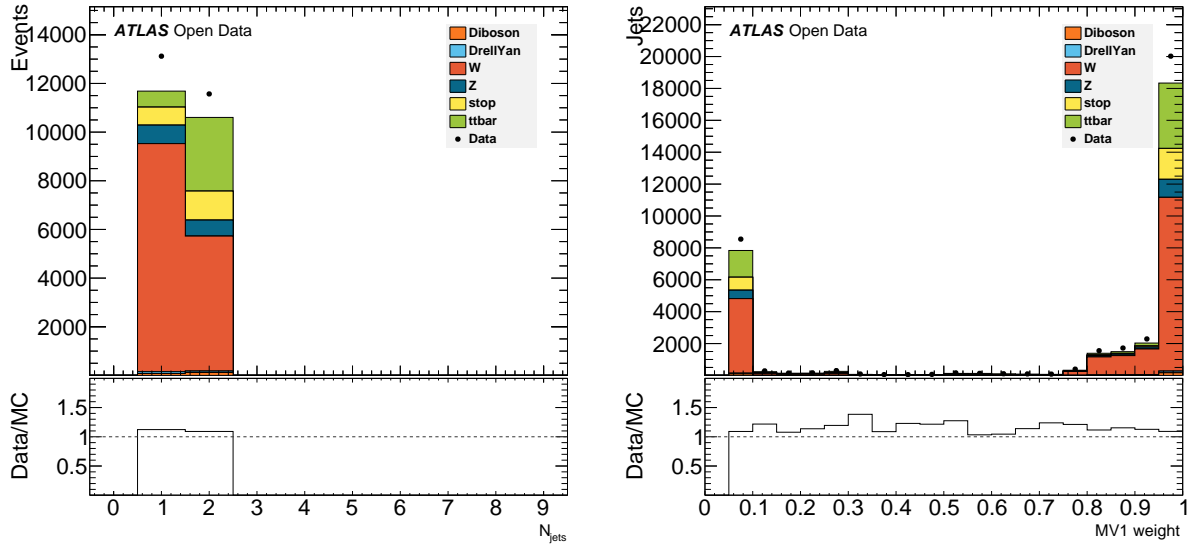 Events
14000
12000
10000
8000
6000
4000
2000
ATLAS Open Data
Diboson
DrellYan
W
Z
stop
ttbar
Data
Data/MC
1.5
1
0.5
0 1 2 3 4 5 6 7 8 9
N_jets
Jets
22000
20000
18000
16000
14000
12000
10000
8000
6000
4000
2000
ATLAS Open Data
Diboson
DrellYan
W
Z
stop
ttbar
Data
Data/MC
1.5
1
0.5
0 0.1 0.2 0.3 0.4 0.5 0.6 0.7 0.8 0.9 1
MV1 weight